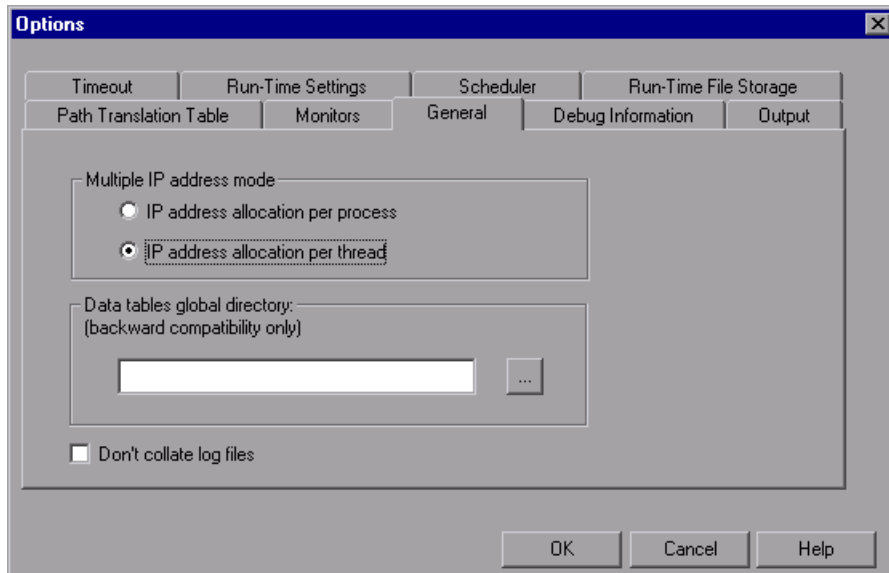 Options
Timeout
Run-Time Settings
Scheduler
Run-Time File Storage
Path Translation Table
Monitors
General
Debug Information
Output
Multiple IP address mode
IP address allocation per process
IP address allocation per thread
Data tables global directory:
(backward compatibility only)
...
Don't collate log files
OK
Cancel
Help